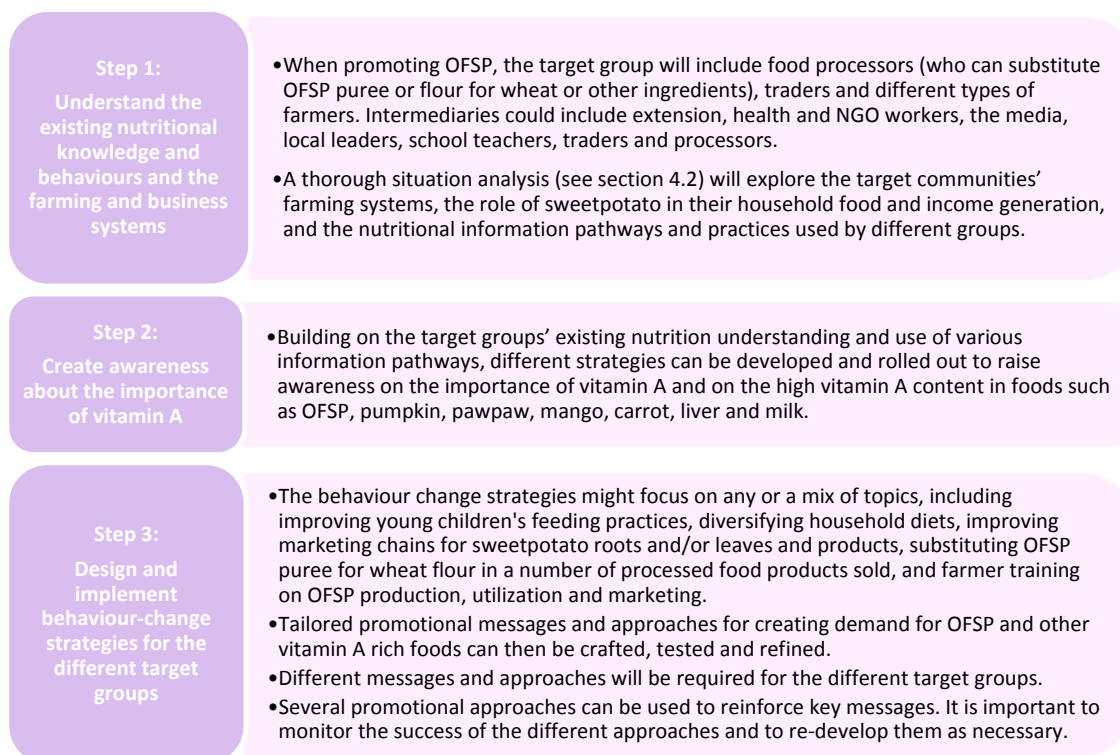 Step 1:
Understand the
existing nutritional
knowledge and
behaviours and the
farming and business
systems
•When promoting OFSP, the target group will include food processors (who can substitute
OFSP puree or flour for wheat or other ingredients), traders and different types of
farmers. Intermediaries could include extension, health and NGO workers, the media,
local leaders, school teachers, traders and processors.
•A thorough situation analysis (see section 4.2) will explore the target communities’
farming systems, the role of sweetpotato in their household food and income generation,
and the nutritional information pathways and practices used by different groups.
Step 2:
Create awareness
about the importance
of vitamin A
•Building on the target groups’ existing nutrition understanding and use of various
information pathways, different strategies can be developed and rolled out to raise
awareness on the importance of vitamin A and on the high vitamin A content in foods such
as OFSP, pumpkin, pawpaw, mango, carrot, liver and milk.
Step 3:
Design and
implement
behaviour-change
strategies for the
different target
groups
•The behaviour change strategies might focus on any or a mix of topics, including
improving young children's feeding practices, diversifying household diets, improving
marketing chains for sweetpotato roots and/or leaves and products, substituting OFSP
puree for wheat flour in a number of processed food products sold, and farmer training
on OFSP production, utilization and marketing.
•Tailored promotional messages and approaches for creating demand for OFSP and other
vitamin A rich foods can then be crafted, tested and refined.
•Different messages and approaches will be required for the different target groups.
•Several promotional approaches can be used to reinforce key messages. It is important to
monitor the success of the different approaches and to re-develop them as necessary.